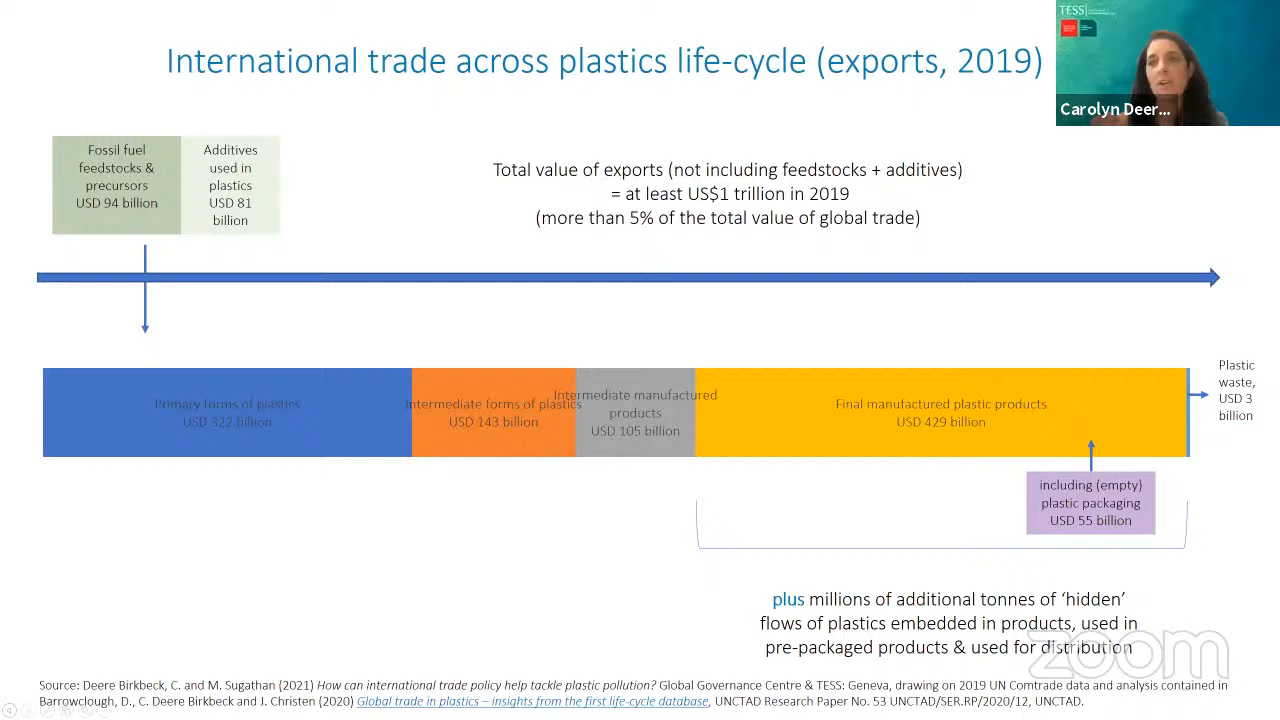 TESS
Carolyn Deer...
International trade across plastics life-cycle (exports, 2019)
Fossil fuel
feedstocks &
precursors
USD 94 billion
Additives
used in
plastics
USD 81
billion
Total value of exports (not including feedstocks + additives)
= at least US$1 trillion in 2019
(more than 5% of the total value of global trade)
Primary forms of plastics
USD 322 billion
Intermediate forms of plastics
USD 143 billion
Intermediate manufactured
products
USD 105 billion
Final manufactured plastic products
USD 429 billion
Plastic
waste,
USD 3
billion
including (empty)
plastic packaging
USD 55 billion
plus millions of additional tonnes of ‘hidden’
flows of plastics embedded in products, used in
pre-packaged products & used for distribution
zoom
Source: Deere Birkbeck, C. and M. Sugathan (2021) How can international trade policy help tackle plastic pollution? Global Governance Centre & TESS: Geneva, drawing on 2019 UN Comtrade data and analysis contained in
Barrowclough, D., C. Deere Birkbeck and J. Christen (2020) Global trade in plastics – insights from the first life-cycle database, UNCTAD Research Paper No. 53 UNCTAD/SER.RP/2020/12, UNCTAD.